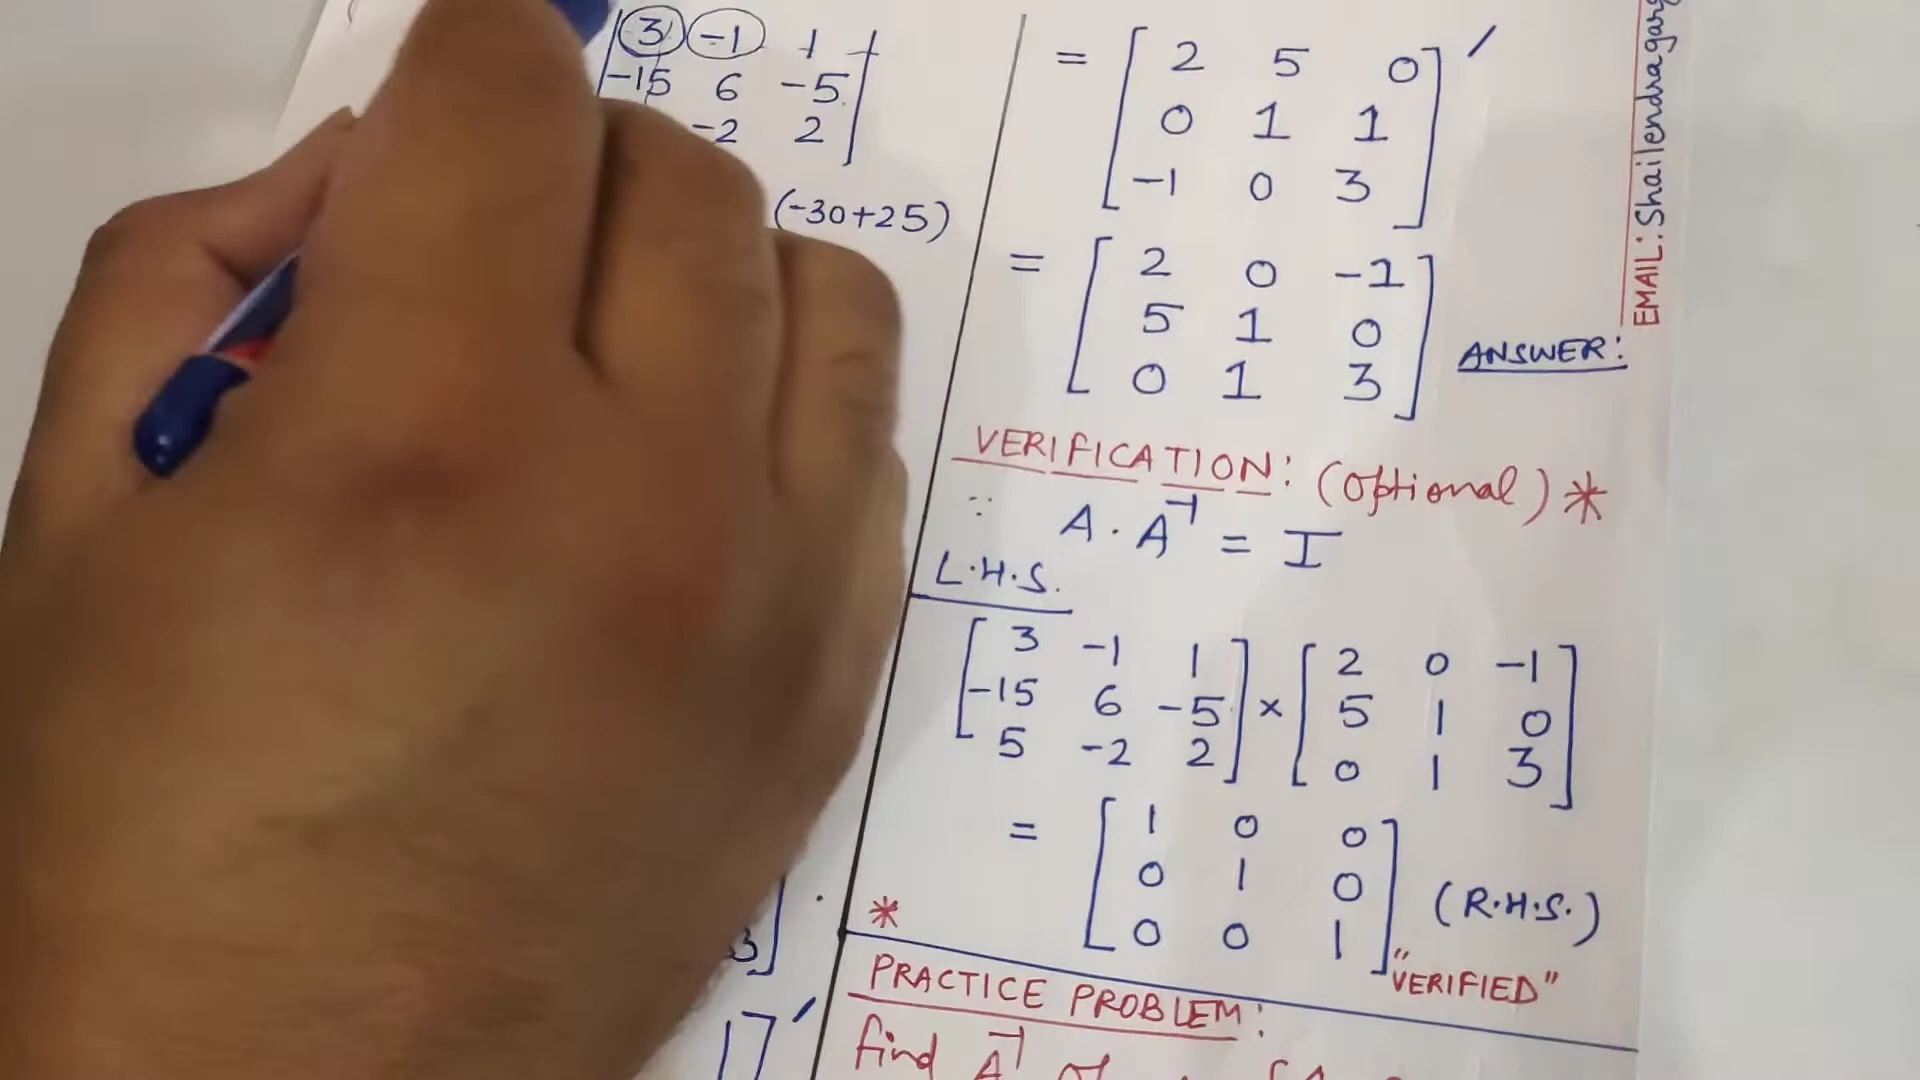 |3 -1 1|
|-15 6 -5|
-2 2|
(-30+25)
3]
]′
= [2 5 0]′
[0 1 1]
[-1 0 3]
= [2 0 -1]
[5 1 0]
[0 1 3]
ANSWER:
VERIFICATION: (Optional) *
∵ A · A⁻¹ = I
L.H.S.
[3 -1 1] × [2 0 -1]
[-15 6 -5] [5 1 0]
[5 -2 2] [0 1 3]
= [1 0 0]
[0 1 0] (R.H.S.)
[0 0 1]
"VERIFIED"
*
PRACTICE PROBLEM:
find A⁻¹ of
EMAIL: Shailendragarg